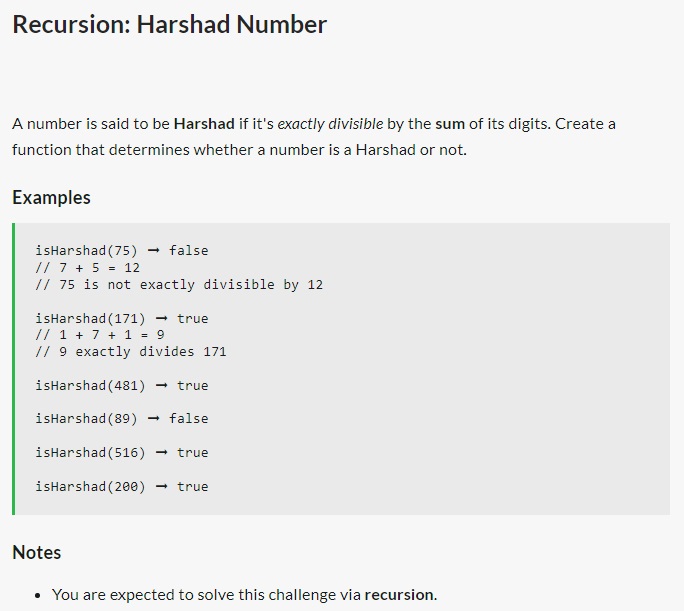 Recursion: Harshad Number
A number is said to be Harshad if it's exactly divisible by the sum of its digits. Create a
function that determines whether a number is a Harshad or not.
Examples
isHarshad(75) ➞ false
// 7 + 5 = 12
// 75 is not exactly divisible by 12
isHarshad(171) ➞ true
// 1 + 7 + 1 = 9
// 9 exactly divides 171
isHarshad(481) ➞ true
isHarshad(89) ➞ false
isHarshad(516) ➞ true
isHarshad(200) ➞ true
Notes
• You are expected to solve this challenge via recursion.